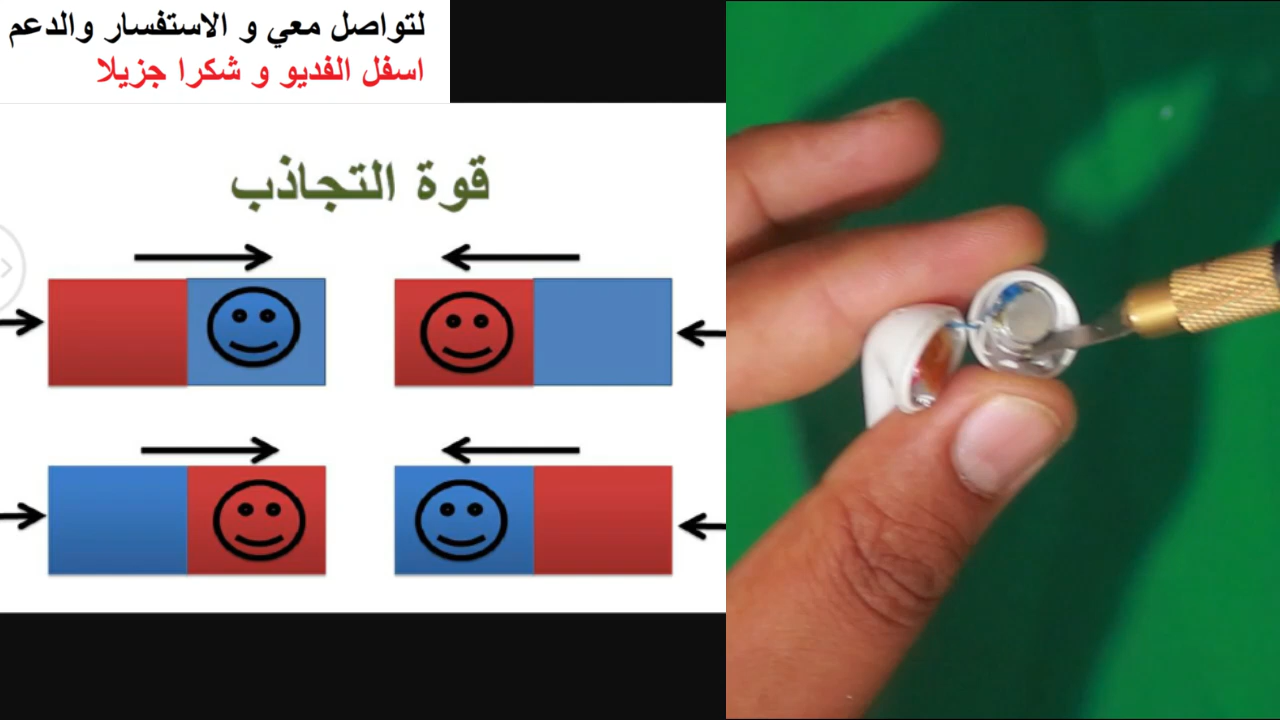 لتواصل معي و الاستفسار والدعم
اسفل الفديو و شكرا جزيلا
قوة التجاذب